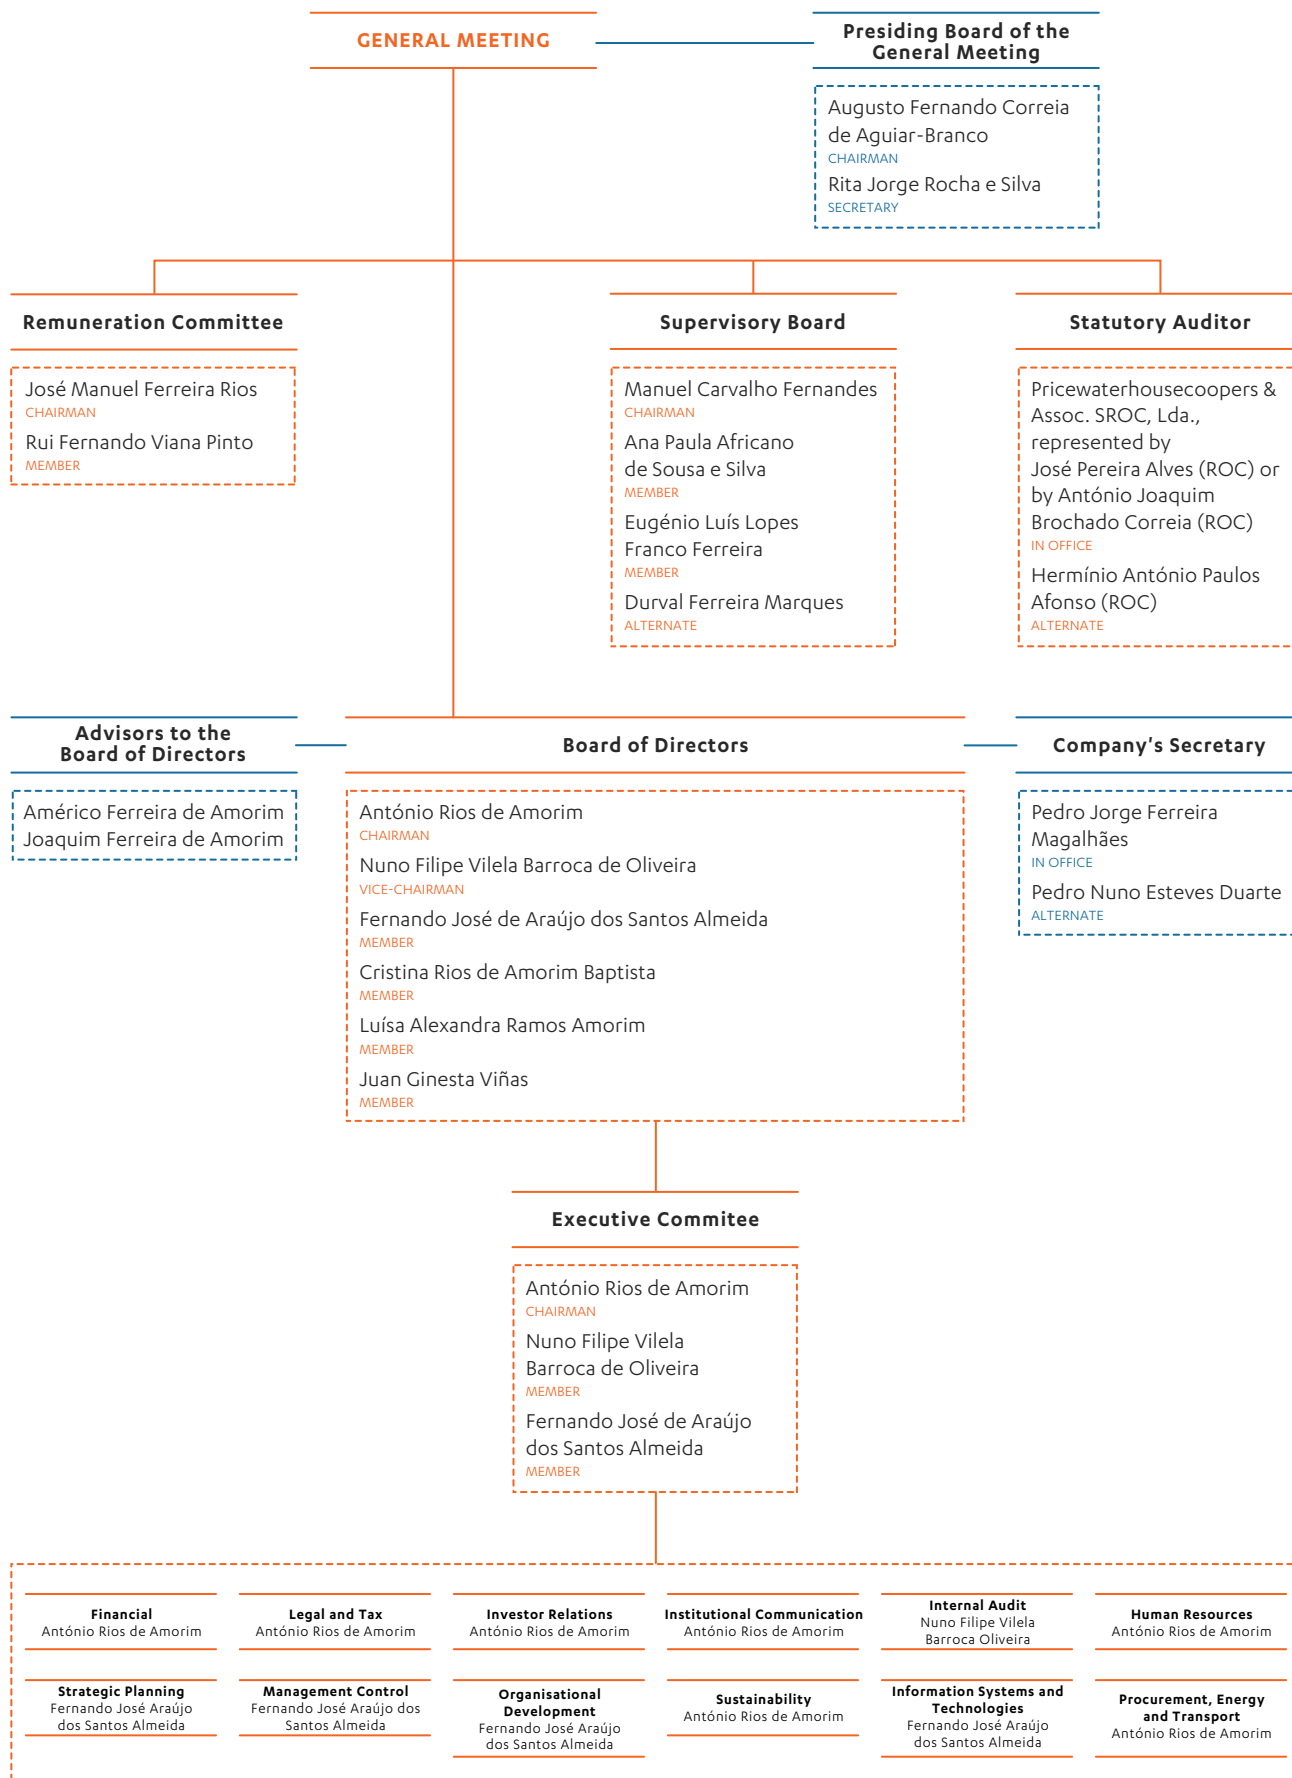 GENERAL MEETING
Presiding Board of the
General Meeting
Augusto Fernando Correia
de Aguiar-Branco
CHAIRMAN
Rita Jorge Rocha e Silva
SECRETARY
Remuneration Committee
José Manuel Ferreira Rios
CHAIRMAN
Rui Fernando Viana Pinto
MEMBER
Supervisory Board
Manuel Carvalho Fernandes
CHAIRMAN
Ana Paula Africano
de Sousa e Silva
MEMBER
Eugénio Luís Lopes
Franco Ferreira
MEMBER
Durval Ferreira Marques
ALTERNATE
Statutory Auditor
Pricewaterhousecoopers &
Assoc. SROC, Lda.,
represented by
José Pereira Alves (ROC) or
by António Joaquim
Brochado Correia (ROC)
IN OFFICE
Hermínio António Paulos
Afonso (ROC)
ALTERNATE
Advisors to the
Board of Directors
Américo Ferreira de Amorim
Joaquim Ferreira de Amorim
Board of Directors
António Rios de Amorim
CHAIRMAN
Nuno Filipe Vilela Barroca de Oliveira
VICE-CHAIRMAN
Fernando José de Araújo dos Santos Almeida
MEMBER
Cristina Rios de Amorim Baptista
MEMBER
Luísa Alexandra Ramos Amorim
MEMBER
Juan Ginesta Viñas
MEMBER
Company's Secretary
Pedro Jorge Ferreira
Magalhães
IN OFFICE
Pedro Nuno Esteves Duarte
ALTERNATE
Executive Commitee
António Rios de Amorim
CHAIRMAN
Nuno Filipe Vilela
Barroca de Oliveira
MEMBER
Fernando José de Araújo
dos Santos Almeida
MEMBER
Financial
António Rios de Amorim
Legal and Tax
António Rios de Amorim
Investor Relations
António Rios de Amorim
Institutional Communication
António Rios de Amorim
Internal Audit
Nuno Filipe Vilela
Barroca Oliveira
Human Resources
António Rios de Amorim
Strategic Planning
Fernando José Araújo
dos Santos Almeida
Management Control
Fernando José Araújo dos
Santos Almeida
Organisational
Development
Fernando José Araújo
dos Santos Almeida
Sustainability
António Rios de Amorim
Information Systems and
Technologies
Fernando José Araújo
dos Santos Almeida
Procurement, Energy
and Transport
António Rios de Amorim